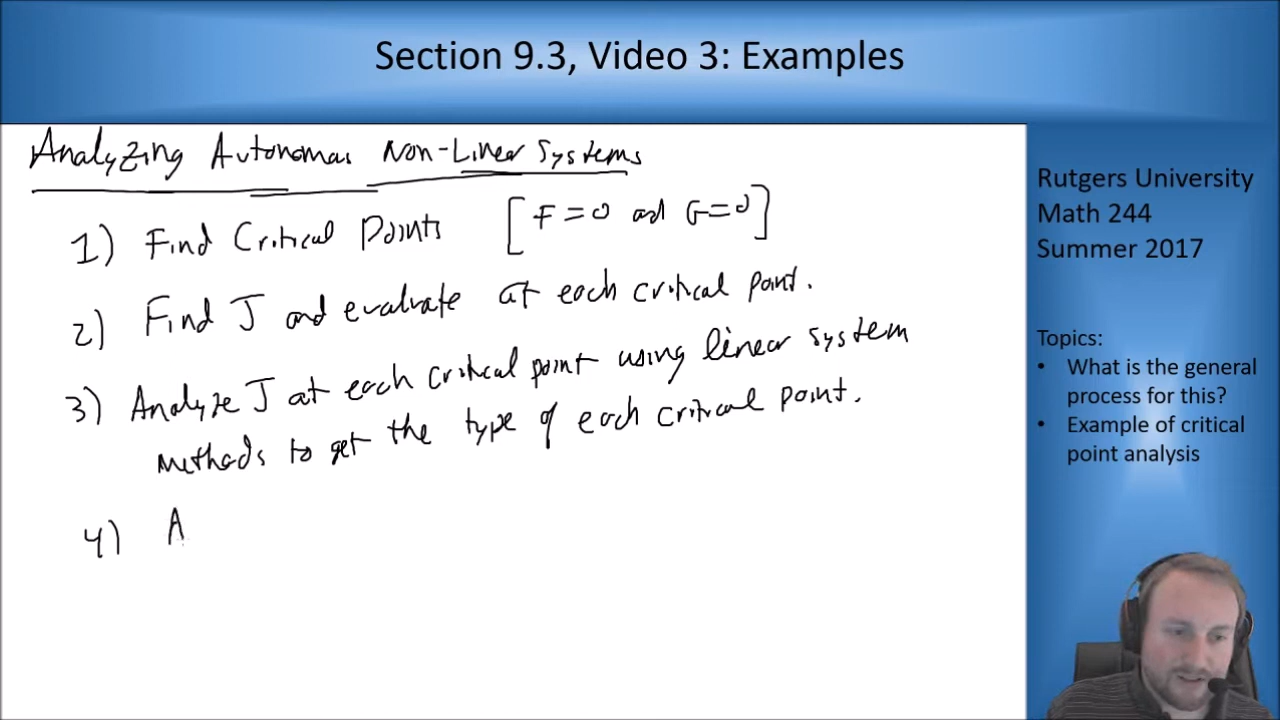 Section 9.3, Video 3: Examples
Analyzing Autonomous Non-Linear Systems
1) Find Critical Points [F=0 and G=0]
2) Find J and evaluate at each critical point.
3) Analyze J at each critical point using linear system
methods to get the type of each critical point.
4) A
Rutgers University
Math 244
Summer 2017
Topics:
• What is the general
process for this?
• Example of critical
point analysis